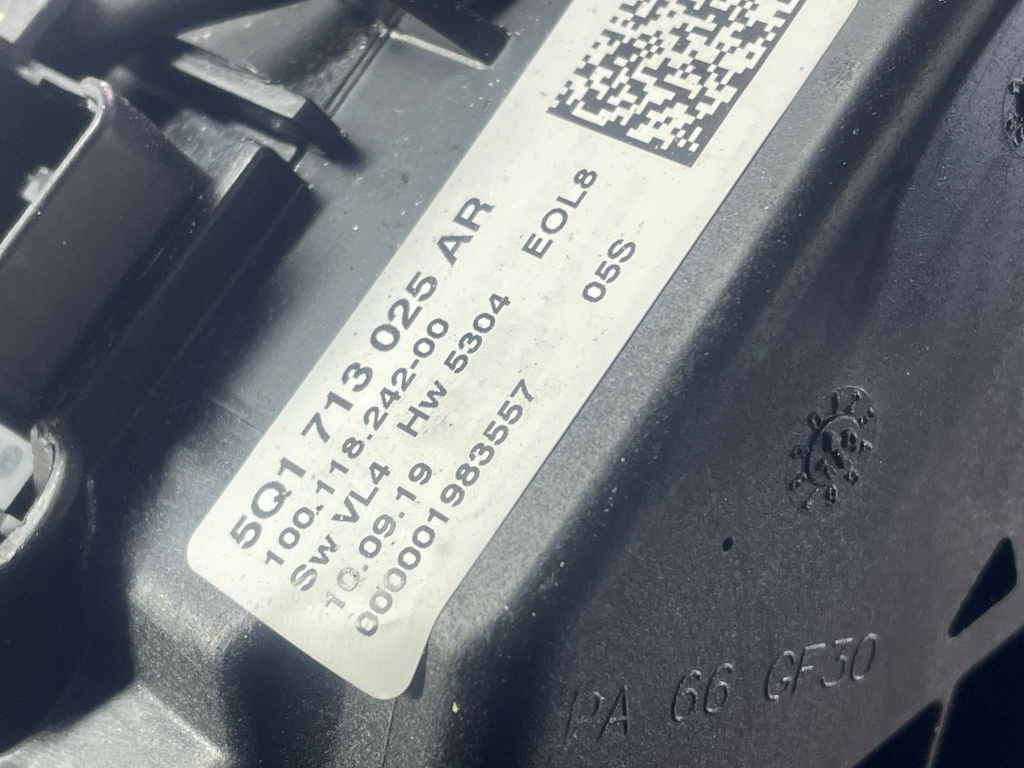 5Q1 713 025 AR
100.118.242-00
Sw VL4 Hw 5304 EOL8
10.09.19 05S
00001983557
PA 66 GF30